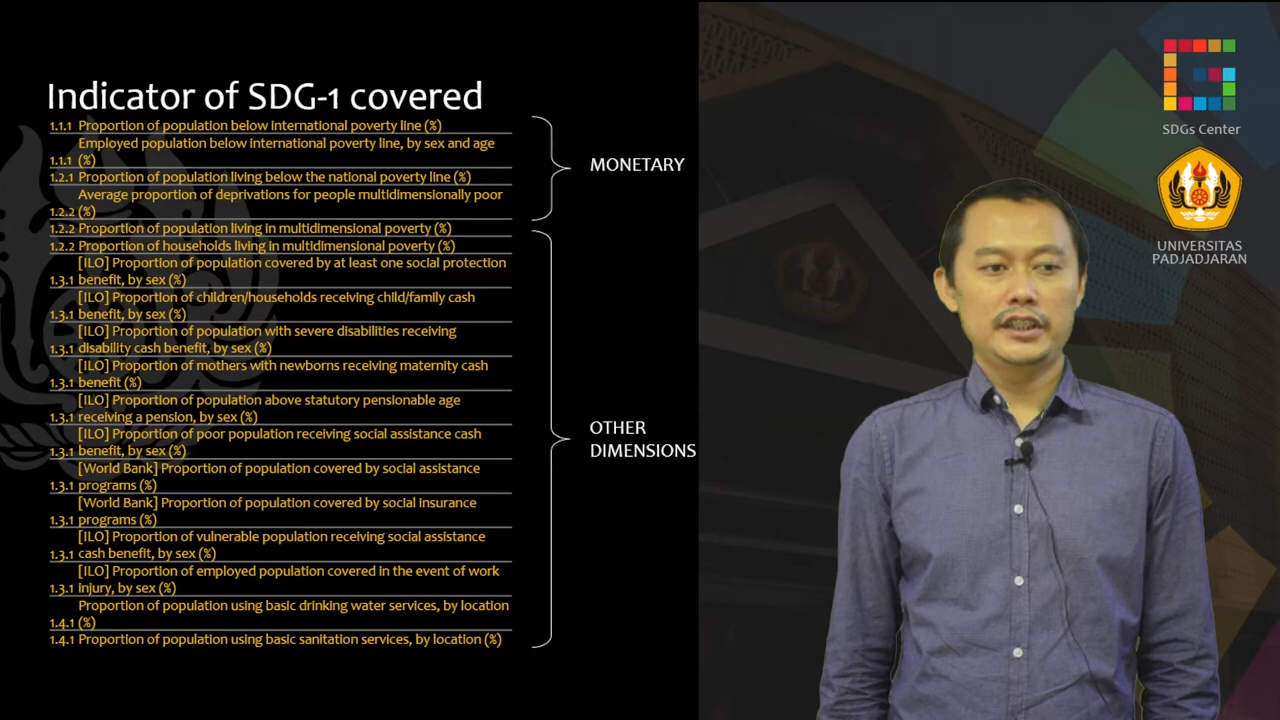 Indicator of SDG-1 covered
1.1.1 Proportion of population below international poverty line (%)
Employed population below international poverty line, by sex and age
1.1.1 (%)
1.2.1 Proportion of population living below the national poverty line (%)
Average proportion of deprivations for people multidimensionally poor
1.2.2 (%)
1.2.2 Proportion of population living in multidimensional poverty (%)
1.2.2 Proportion of households living in multidimensional poverty (%)
[ILO] Proportion of population covered by at least one social protection
1.3.1 benefit, by sex (%)
[ILO] Proportion of children/households receiving child/family cash
1.3.1 benefit, by sex (%)
[ILO] Proportion of population with severe disabilities receiving
1.3.1 disability cash benefit, by sex (%)
[ILO] Proportion of mothers with newborns receiving maternity cash
1.3.1 benefit (%)
[ILO] Proportion of population above statutory pensionable age
1.3.1 receiving a pension, by sex (%)
[ILO] Proportion of poor population receiving social assistance cash
1.3.1 benefit, by sex (%)
[World Bank] Proportion of population covered by social assistance
1.3.1 programs (%)
[World Bank] Proportion of population covered by social insurance
1.3.1 programs (%)
[ILO] Proportion of vulnerable population receiving social assistance
1.3.1 cash benefit, by sex (%)
[ILO] Proportion of employed population covered in the event of work
1.3.1 injury, by sex (%)
Proportion of population using basic drinking water services, by location
1.4.1 (%)
1.4.1 Proportion of population using basic sanitation services, by location (%)
MONETARY
OTHER
DIMENSIONS
SDGs Center
UNIVERSITAS
PADJADJARAN